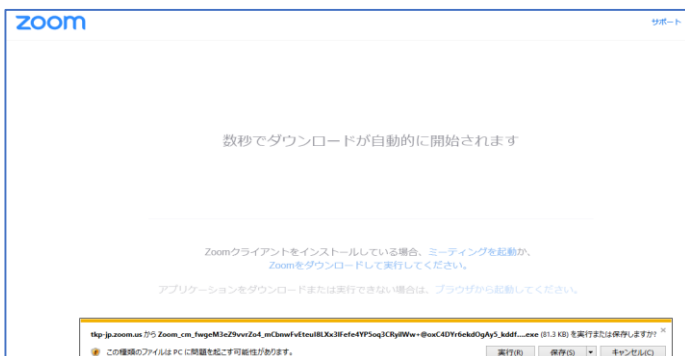 zoom
サポート
数秒でダウンロードが自動的に開始されます
Zoomクライアントをインストールしている場合、ミーティングを起動か、
Zoomをダウンロードして実行してください。
アプリケーションをダウンロードまたは実行できない場合は、ブラウザから起動してください。
tkp-jp.zoom.us から (81.3 KB) を実行または保存しますか? ×
この種類のファイルは PC に問題を起こす可能性があります。
実行(R) 保存(S) ▼ キャンセル(C)